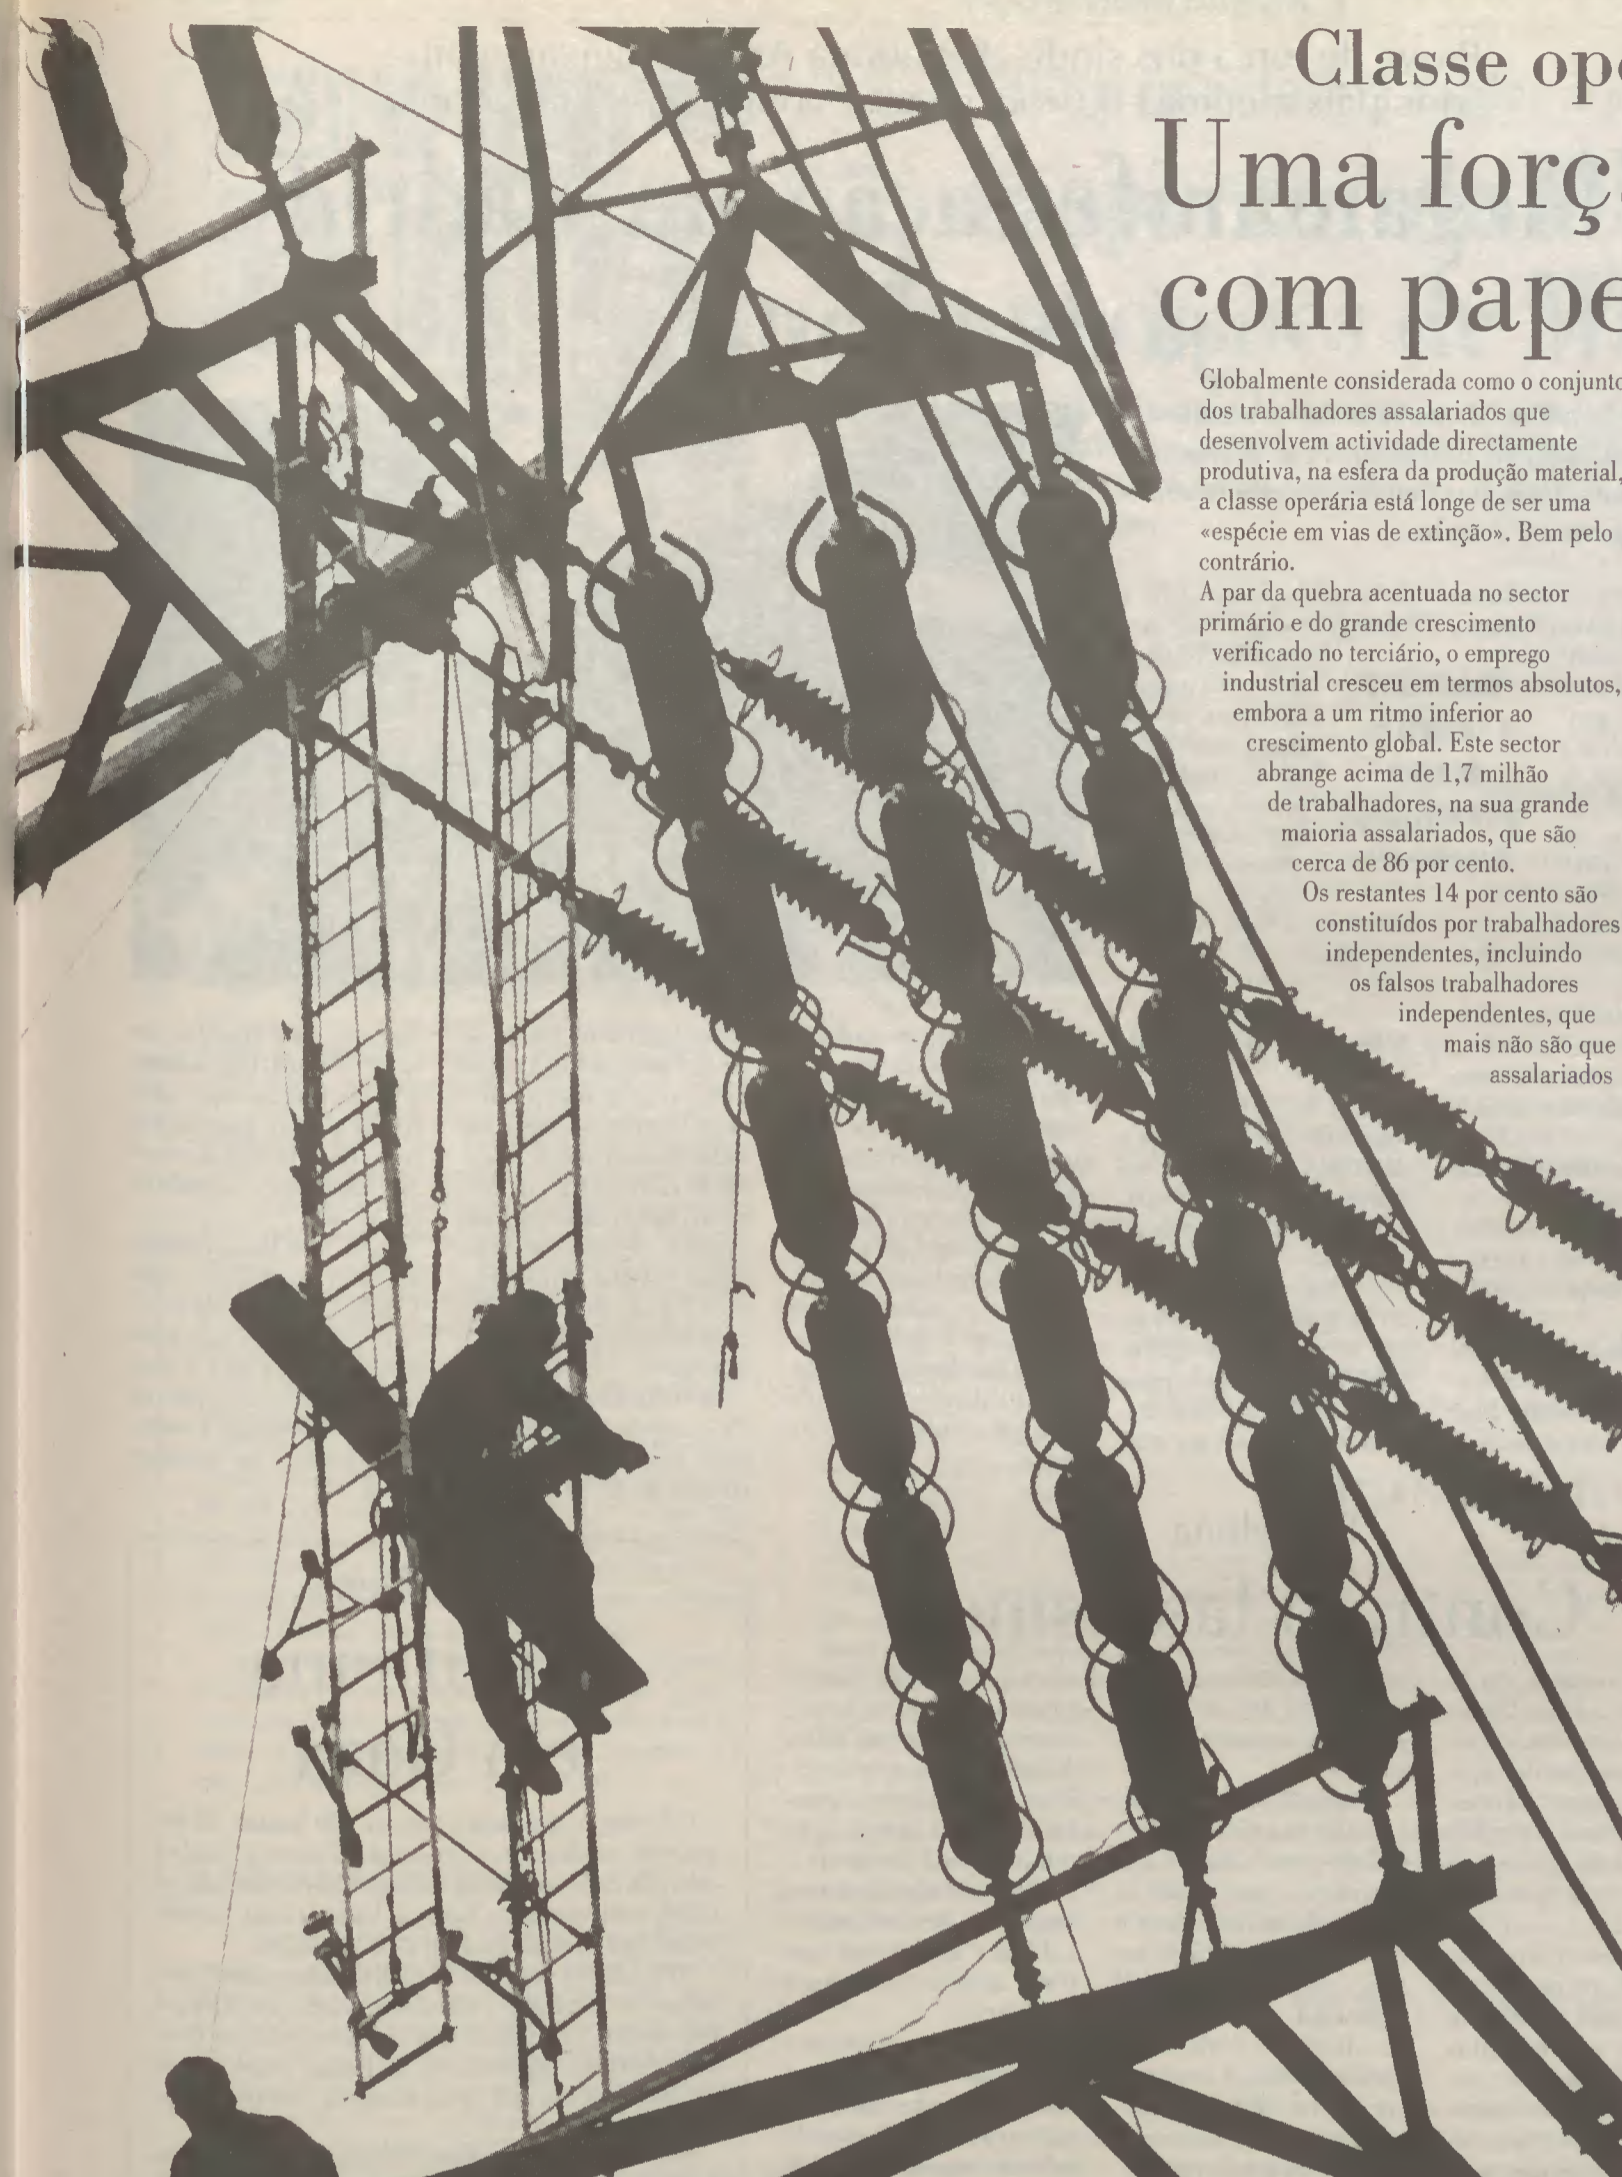 Classe
Uma
com
Globalmente considerada como o conjunto
dos trabalhadores assalariados que
desenvolvem actividade directamente
produtiva, na esfera da produção material,
a classe operária está longe de ser uma
«espécie em vias de extinção». Bem pelo
contrário.
A par da quebra acentuada no sector
primário e do grande crescimento
verificado no terciário, o emprego
industrial cresceu em termos absolutos,
embora a um ritmo inferior ao
crescimento global. Este sector
abrange acima de 1,7 milhão
de trabalhadores, na sua grande
maioria assalariados, que são
cerca de 86 por cento.
Os restantes 14 por cento são
constituídos por trabalhadores
independentes, incluindo
os falsos trabalhadores
independentes, que
mais não são que
assalariados